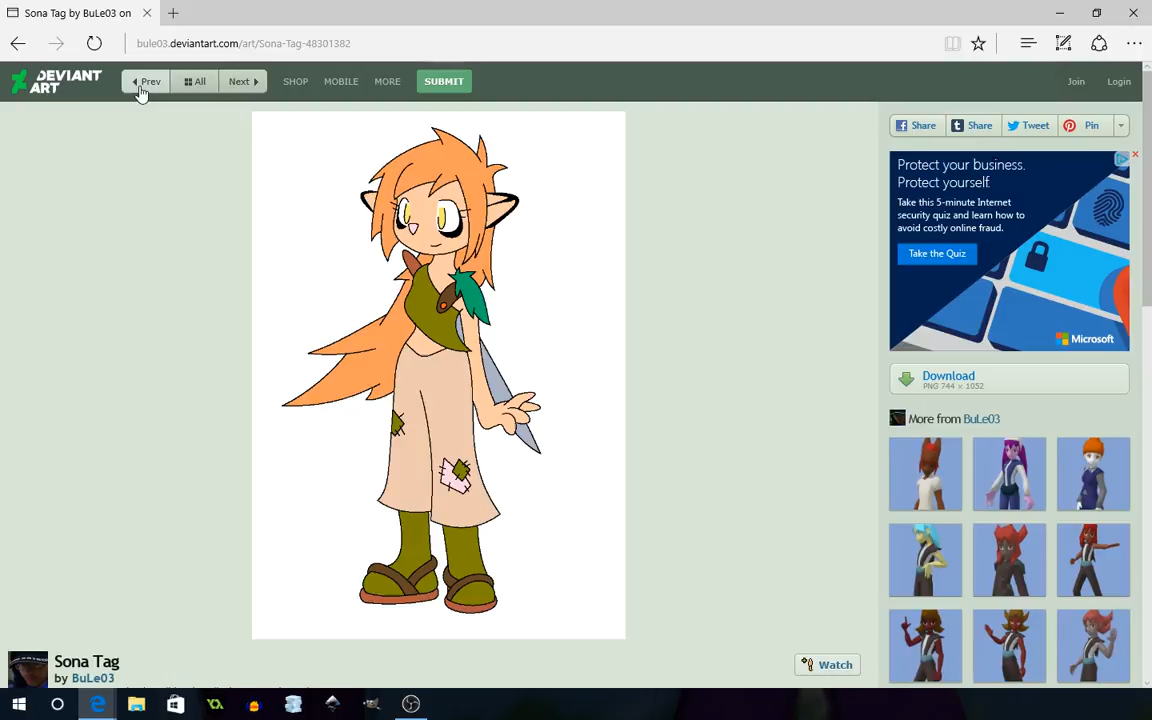 Sona Tag by BuLe03 on
bule03.deviantart.com/art/Sona-Tag-48301382
DEVIANT ART
Prev
All
Next
SHOP
MOBILE
MORE
SUBMIT
Join
Login
Share
Share
Tweet
Pin
Protect your business.
Protect yourself.
Take this 5-minute Internet
security quiz and learn how to
avoid costly online fraud.
Take the Quiz
Microsoft
Download
PNG 744 × 1052
More from BuLe03
Sona Tag
by BuLe03
Watch